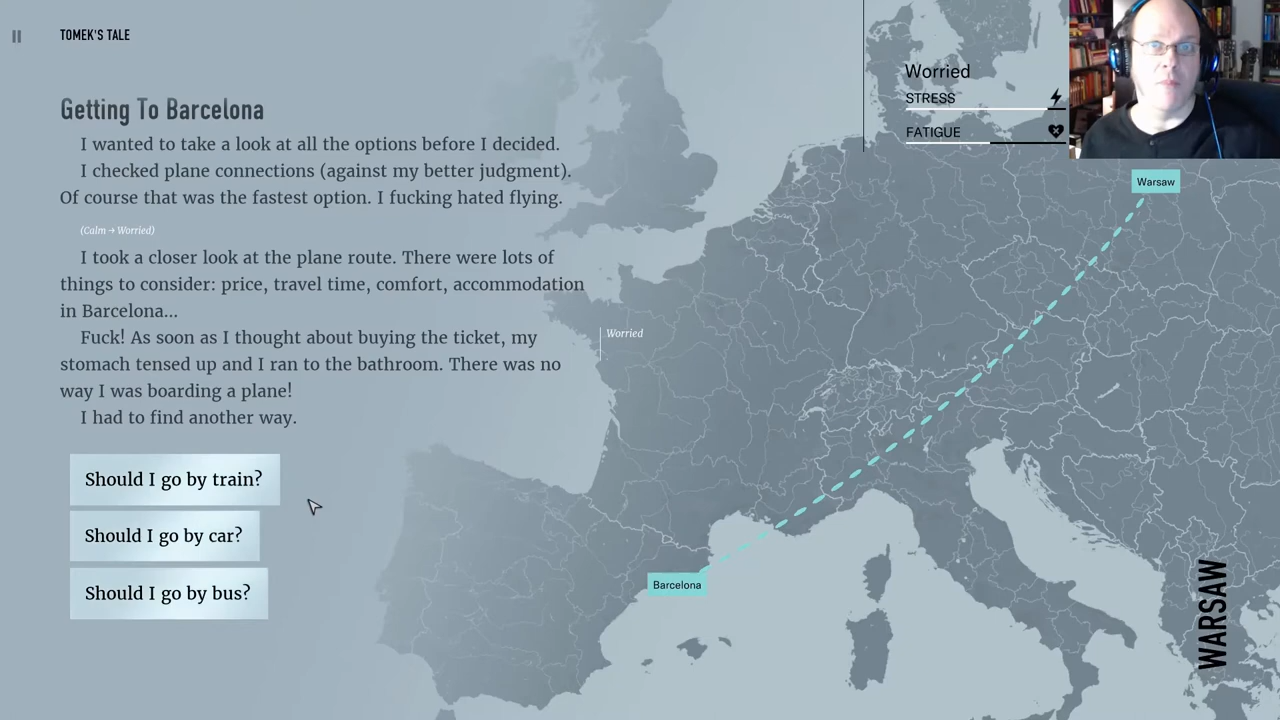 TOMEK'S TALE
Getting To Barcelona
I wanted to take a look at all the options before I decided.
I checked plane connections (against my better judgment).
Of course that was the fastest option. I fucking hated flying.
(Calm → Worried)
I took a closer look at the plane route. There were lots of
things to consider: price, travel time, comfort, accommodation
in Barcelona...
Fuck! As soon as I thought about buying the ticket, my
stomach tensed up and I ran to the bathroom. There was no
way I was boarding a plane!
I had to find another way.
Should I go by train?
Should I go by car?
Should I go by bus?
Worried
Worried
STRESS
FATIGUE
Warsaw
Barcelona
WARSAW